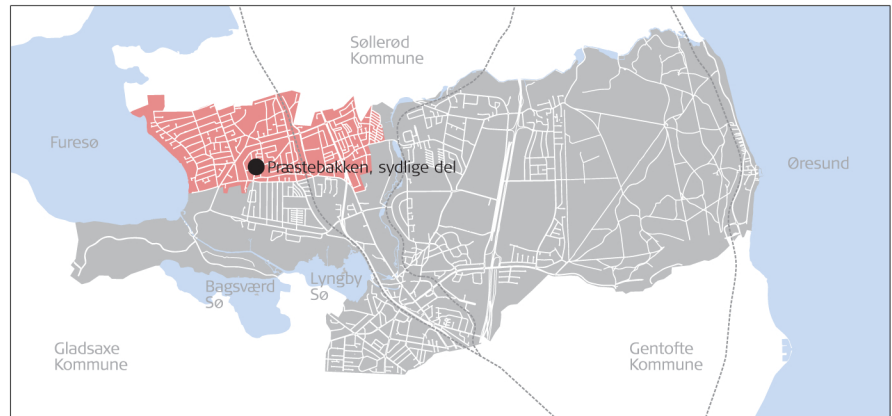 Søllerød
Kommune
Furesø
Præstebakken, sydlige del
Øresund
Bagsværd
Sø
Lyngby
Sø
Gladsaxe
Kommune
Gentofte
Kommune